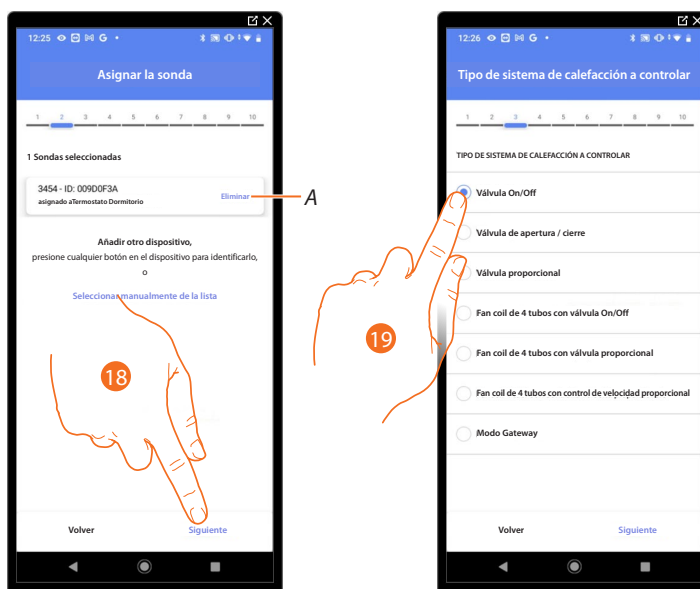 12:25
G
Asignar la sonda
1 2 3 4 5 6 7 8 9 10
1 Sondas seleccionadas
3454 - ID: 009D0F3A
asignado aTermostato Dormitorio
Eliminar
A
Añadir otro dispositivo,
presione cualquier botón en el dispositivo para identificarlo,
o
Seleccionar manualmente de la lista
18
Volver
Siguiente
12:26
G
Tipo de sistema de calefacción a controlar
1 2 3 4 5 6 7 8 9 10
TIPO DE SISTEMA DE CALEFACCIÓN A CONTROLAR
Válvula On/Off
Válvula de apertura / cierre
Válvula proporcional
Fan coil de 4 tubos con válvula On/Off
Fan coil de 4 tubos con válvula proporcional
Fan coil de 4 tubos con control de velocidad proporcional
Modo Gateway
19
Volver
Siguiente